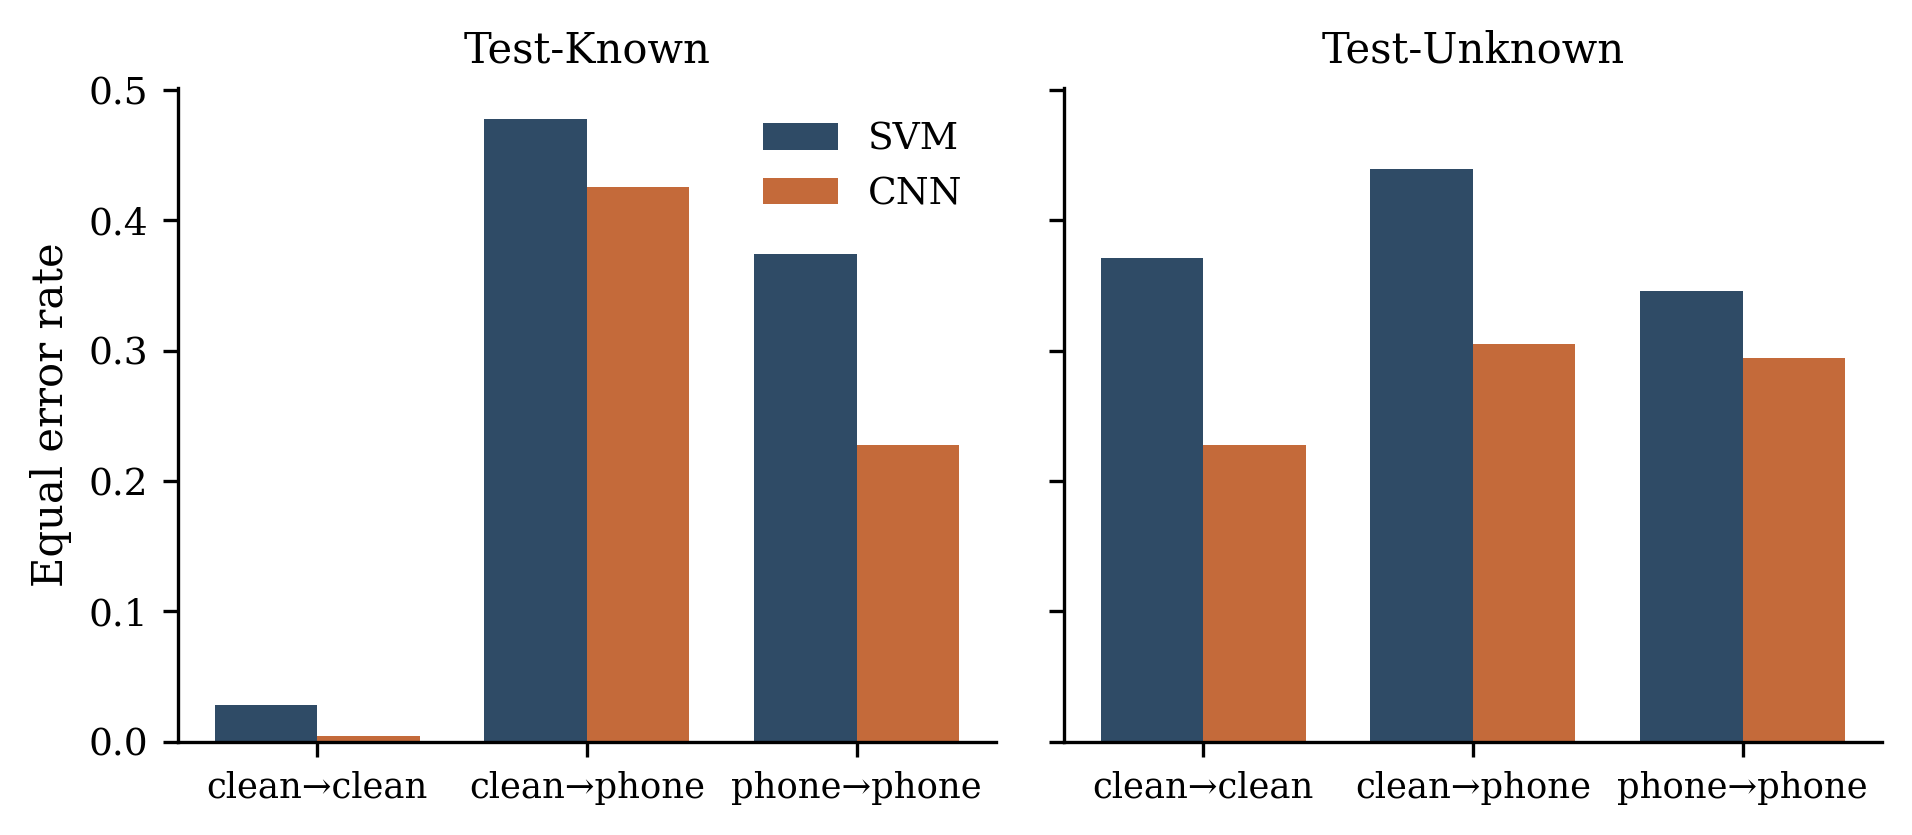 Test-Known
Test-Unknown
Equal error rate
0.5
0.4
0.3
0.2
0.1
0.0
SVM
CNN
clean→clean
clean→phone
phone→phone
clean→clean
clean→phone
phone→phone